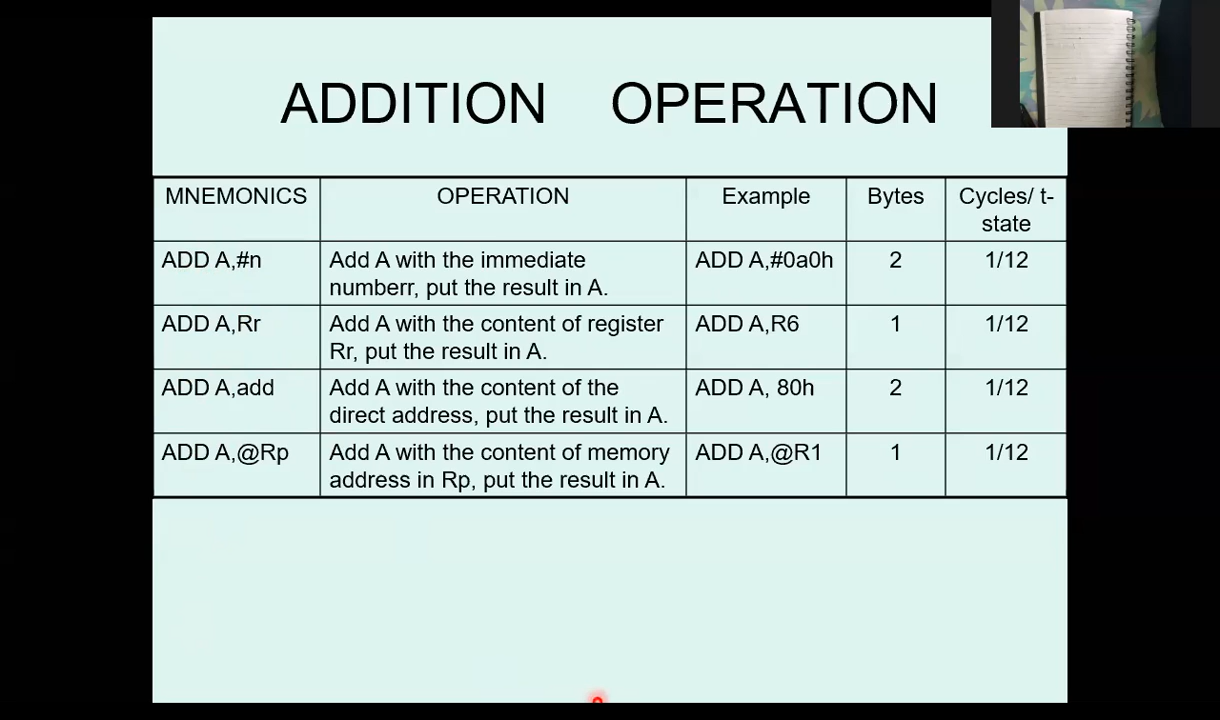 ADDITION OPERATION
MNEMONICS OPERATION Example Bytes Cycles/ t-
state
ADD A,#n Add A with the immediate ADD A,#0a0h 2 1/12
numberr, put the result in A.
ADD A,Rr Add A with the content of register ADD A,R6 1 1/12
Rr, put the result in A.
ADD A,add Add A with the content of the ADD A, 80h 2 1/12
direct address, put the result in A.
ADD A,@Rp Add A with the content of memory ADD A,@R1 1 1/12
address in Rp, put the result in A.